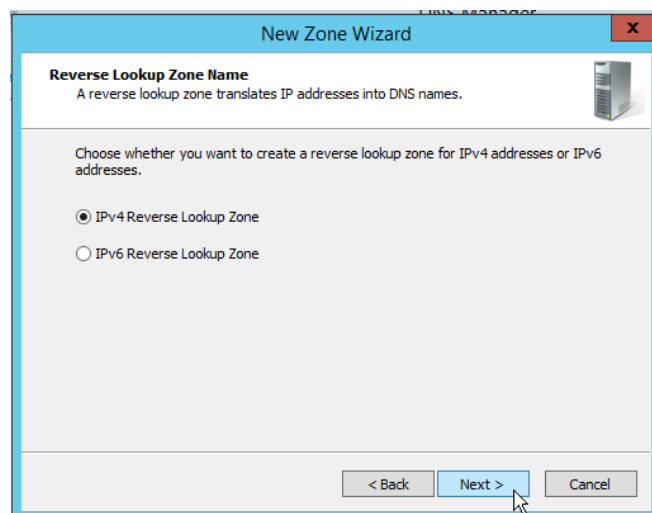 DNS Manager
New Zone Wizard
x
Reverse Lookup Zone Name
A reverse lookup zone translates IP addresses into DNS names.
Choose whether you want to create a reverse lookup zone for IPv4 addresses or IPv6
addresses.
IPv4 Reverse Lookup Zone
IPv6 Reverse Lookup Zone
< Back Next > Cancel